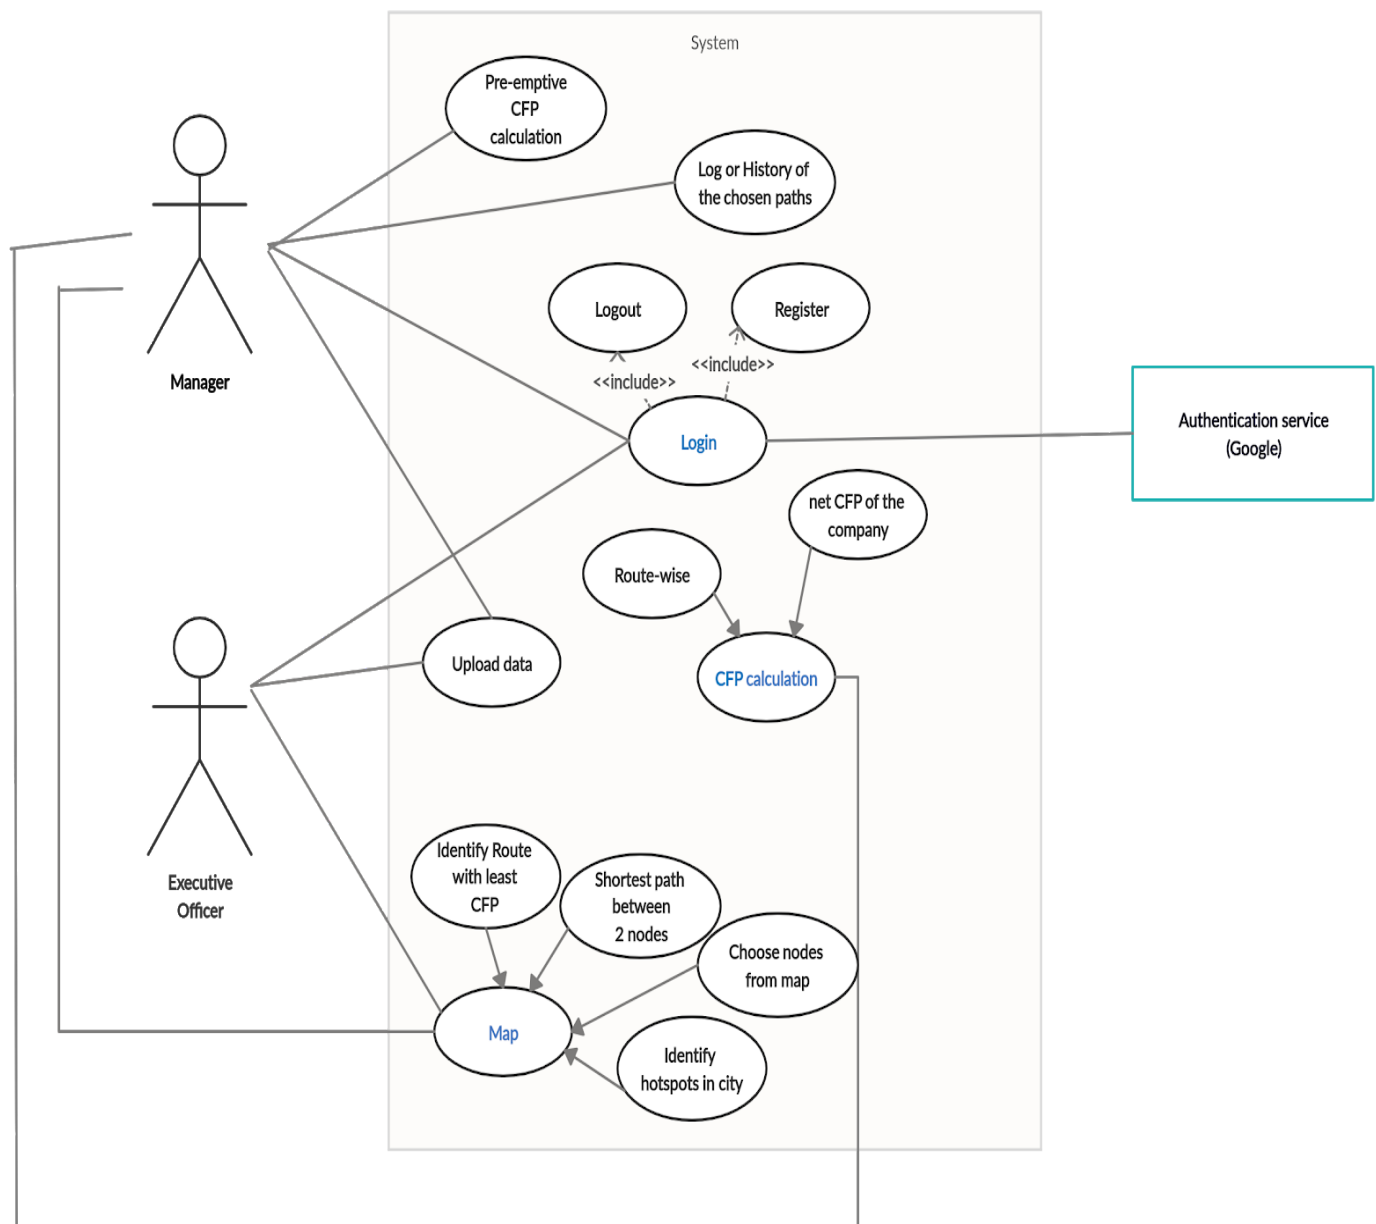 System
Pre-emptive
CFP
calculation
Log or History of
the chosen paths
Logout
Register
<<include>>
<<include>>
Manager
Login
Authentication service
(Google)
net CFP of the
company
Route-wise
Upload data
CFP calculation
Identify Route
with least
CFP
Shortest path
between
2 nodes
Executive
Officer
Choose nodes
from map
Map
Identify
hotspots in city